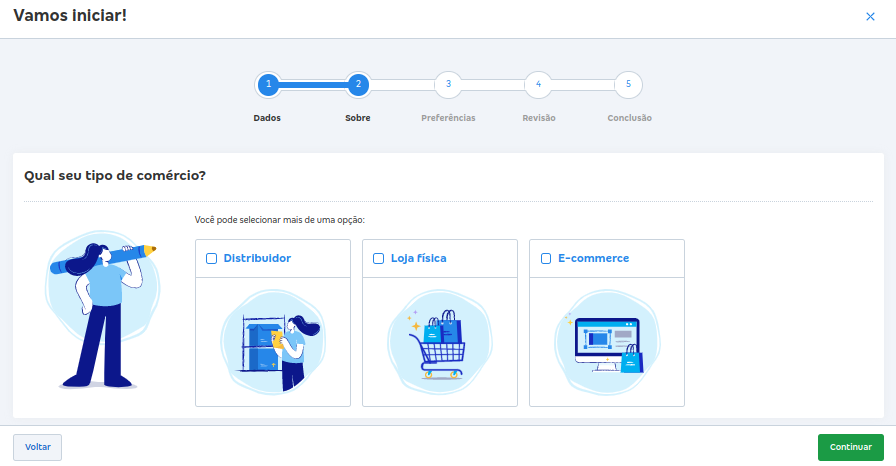 Vamos iniciar!
1 2 3 4 5
Dados Sobre Preferências Revisão Conclusão
Qual seu tipo de comércio?
Você pode selecionar mais de uma opção:
Distribuidor Loja física E-commerce
Voltar Continuar